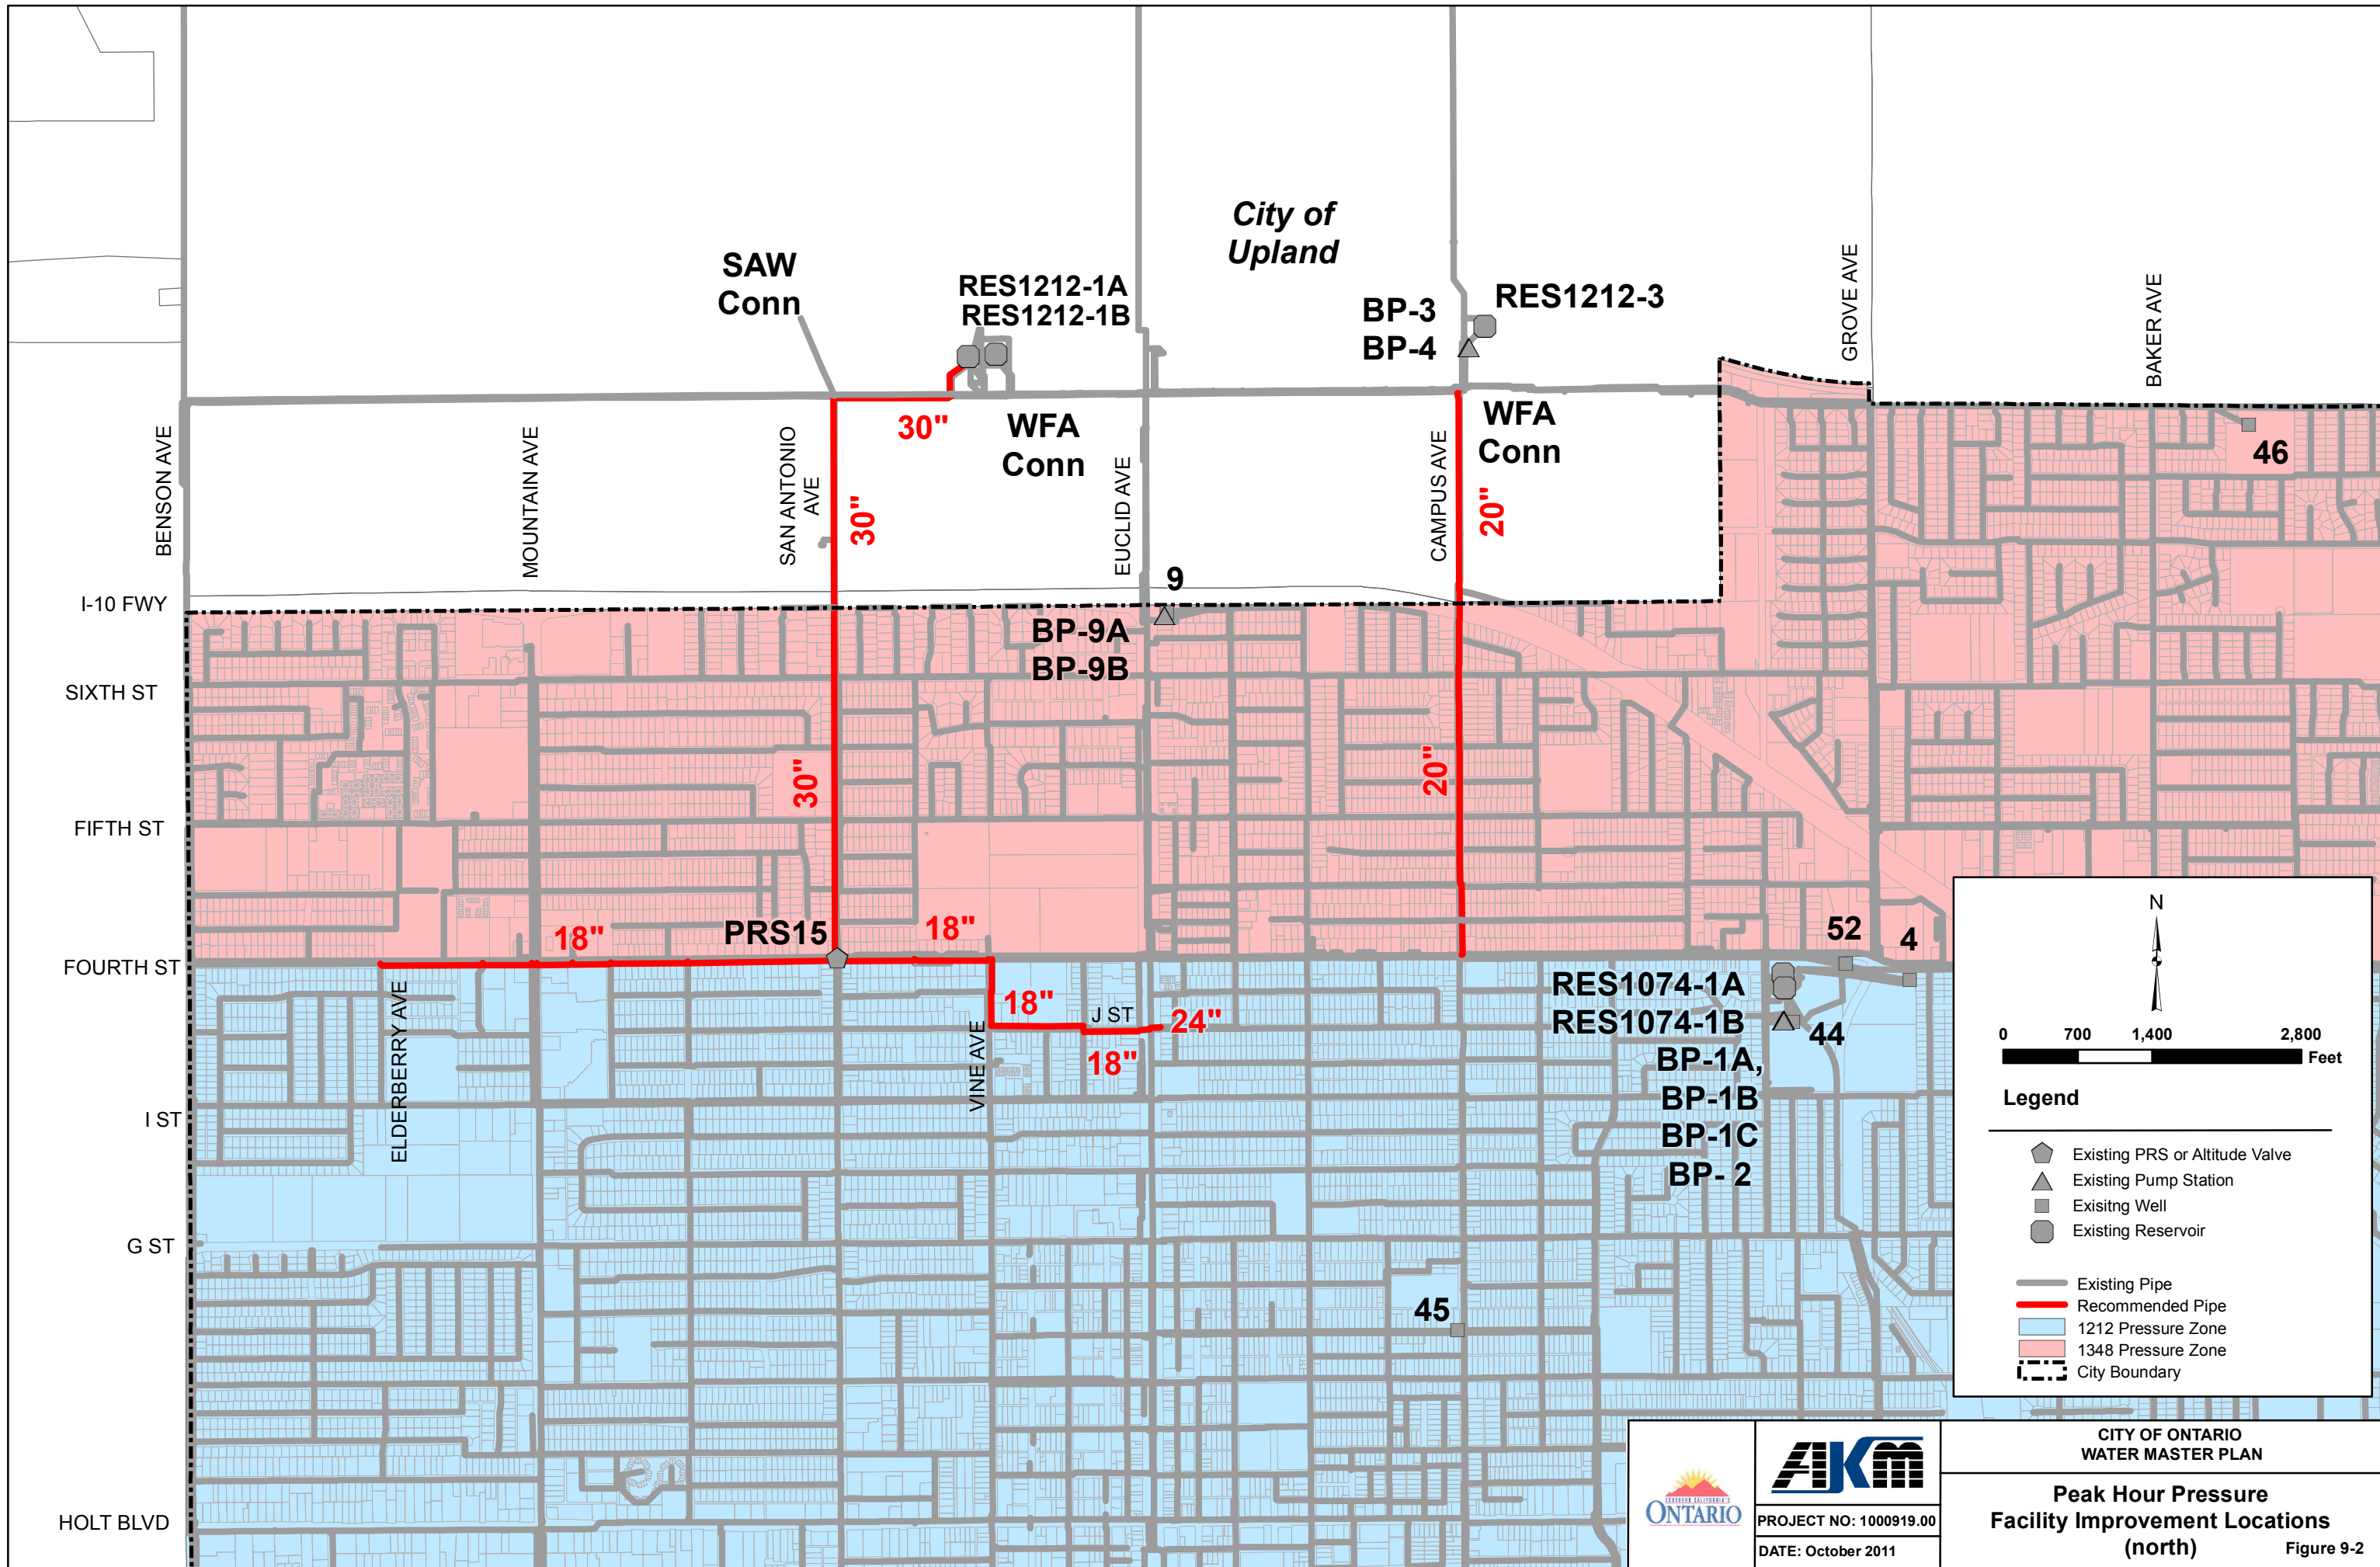 City of
Upland
SAW
Conn
RES1212-1A
RES1212-1B
BP-3
BP-4
RES1212-3
GROVE AVE
BAKER AVE
BENSON AVE
MOUNTAIN AVE
SAN ANTONIO
AVE
30"
30"
WFA
Conn
EUCLID AVE
CAMPUS AVE
WFA
Conn
20"
46
I-10 FWY
9
BP-9A
BP-9B
SIXTH ST
30"
20"
FIFTH ST
FOURTH ST
18"
PRS15
18"
52
4
ELDERBERRY AVE
18"
J ST
24"
18"
VINE AVE
RES1074-1A
RES1074-1B
44
BP-1A,
BP-1B
BP-1C
BP- 2
I ST
G ST
45
HOLT BLVD
N
0 700 1,400 2,800
Feet
Legend
Existing PRS or Altitude Valve
Existing Pump Station
Exisitng Well
Existing Reservoir
Existing Pipe
Recommended Pipe
1212 Pressure Zone
1348 Pressure Zone
City Boundary
SOUTHERN CALIFORNIA'S
ONTARIO
AKM
PROJECT NO: 1000919.00
DATE: October 2011
CITY OF ONTARIO
WATER MASTER PLAN
Peak Hour Pressure
Facility Improvement Locations
(north)
Figure 9-2